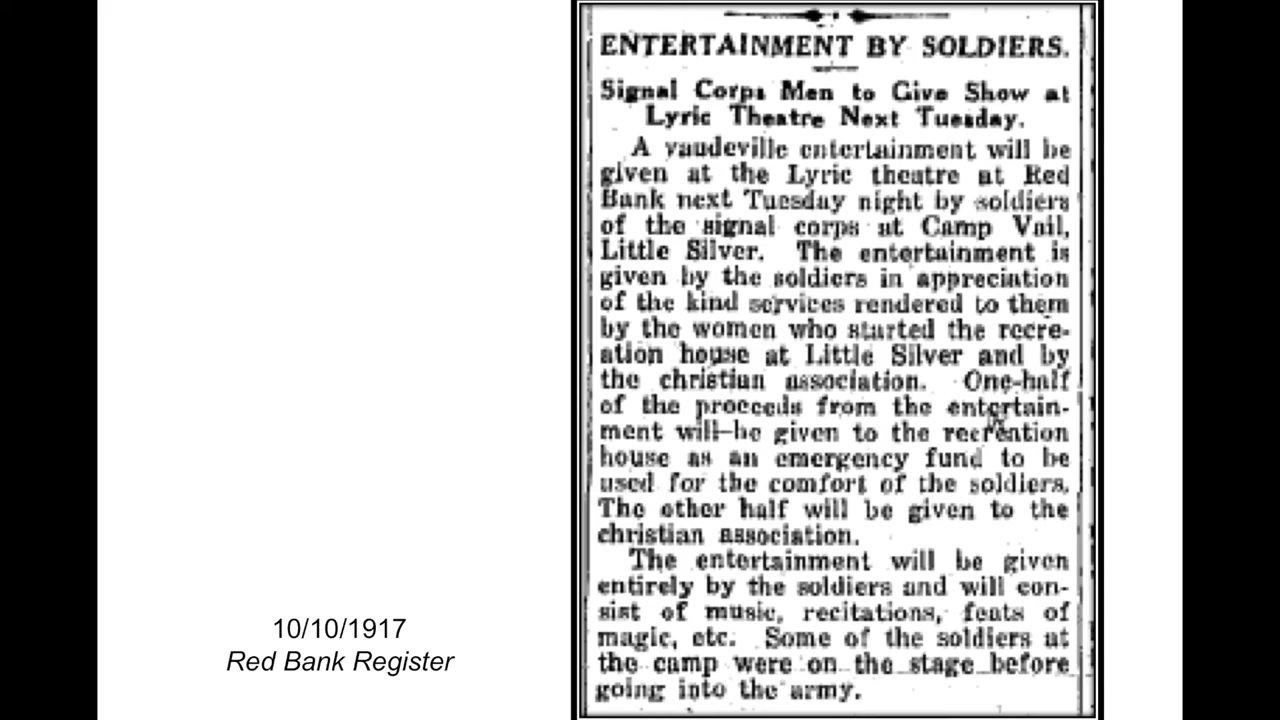 ENTERTAINMENT BY SOLDIERS.
Signal Corps Men to Give Show at
Lyric Theatre Next Tuesday.
A vaudeville entertainment will be
given at the Lyric theatre at Red
Bank next Tuesday night by soldiers
of the signal corps at Camp Vail,
Little Silver. The entertainment is
given by the soldiers in appreciation
of the kind services rendered to them
by the women who started the recre-
ation house at Little Silver and by
the christian association. One-half
of the proceeds from the entertain-
ment will be given to the recreation
house as an emergency fund to be
used for the comfort of the soldiers.
The other half will be given to the
christian association.
The entertainment will be given
entirely by the soldiers and will con-
sist of music, recitations, feats of
magic, etc. Some of the soldiers at
the camp were on the stage before
going into the army.
10/10/1917
Red Bank Register